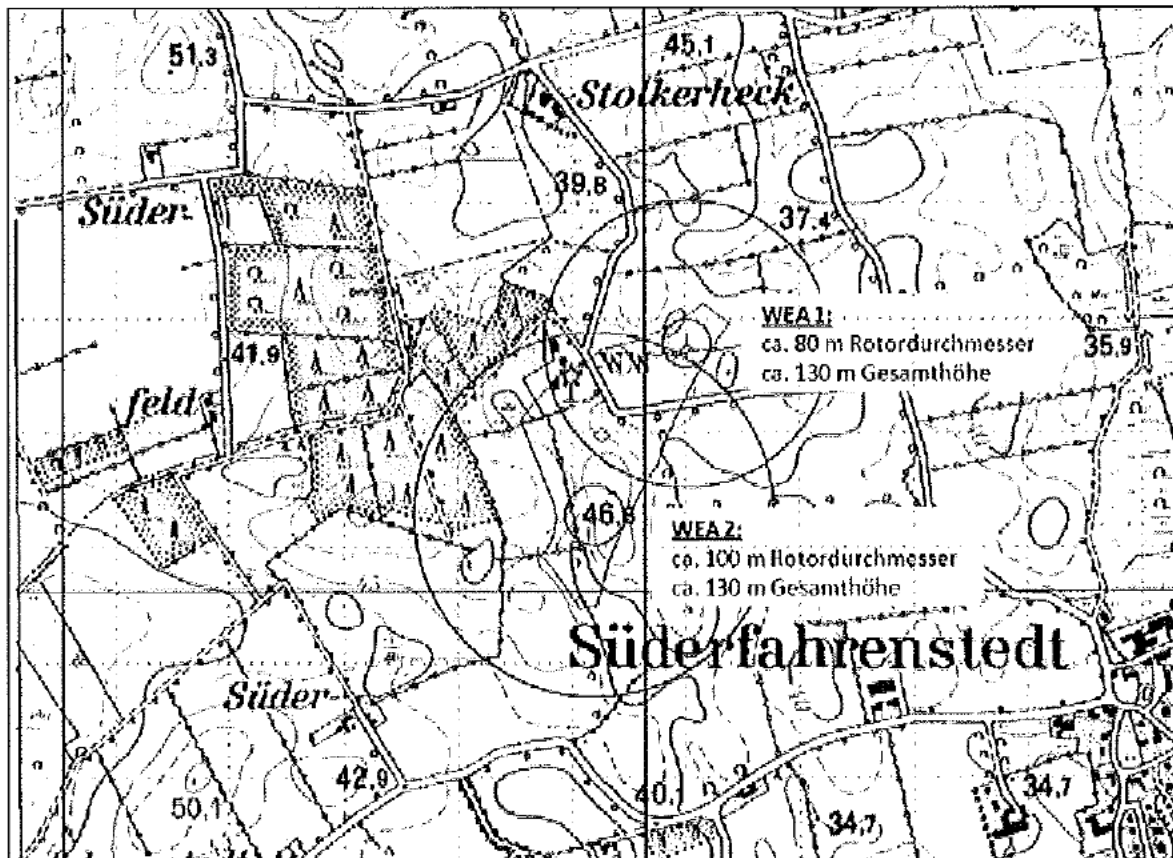 51,3
45,1
Stolkerheck
39,8
Süder
37,4
WEA 1:
ca. 80 m Rotordurchmesser
ca. 130 m Gesamthöhe
WW
41,9
35,9
feld
46,8
WEA 2:
ca. 100 m Rotordurchmesser
ca. 130 m Gesamthöhe
Süderfahrenstedt
Süder
42,9
50,1
40,1
34,7
34,7